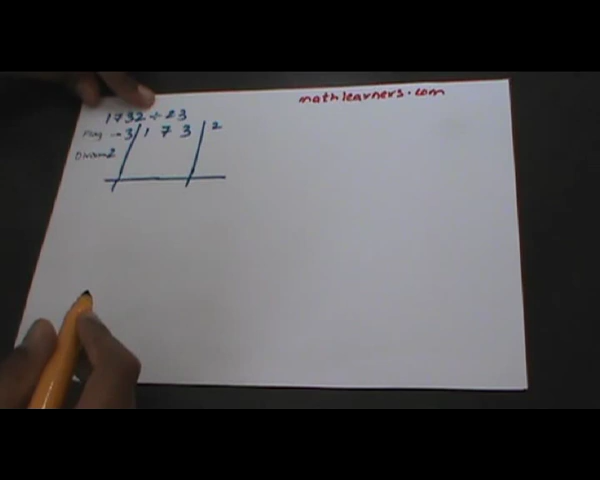 mathlearners.com
1732 ÷ 23
Flag - 3 1 7 3 2
Divisor 2